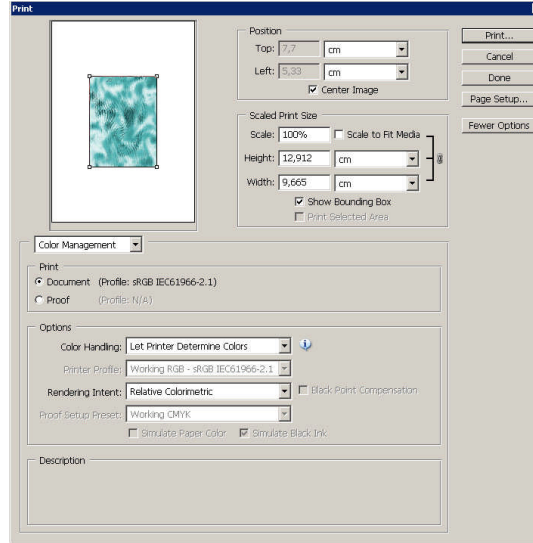 Print
Position
Top: 7,7 cm
Left: 5,33 cm
Center Image
Scaled Print Size
Scale: 100% Scale to Fit Media
Height: 12,912 cm
Width: 9,665 cm
Show Bounding Box
Print Selected Area
Print...
Cancel
Done
Page Setup...
Fewer Options
Color Management
Print
Document (Profile: sRGB IEC61966-2.1)
Proof (Profile: N/A)
Options
Color Handling: Let Printer Determine Colors
Printer Profile: Working RGB - sRGB IEC61966-2.1
Rendering Intent: Relative Colorimetric Black Point Compensation
Proof Setup Preset: Working CMYK
Simulate Paper Color Simulate Black Ink
Description